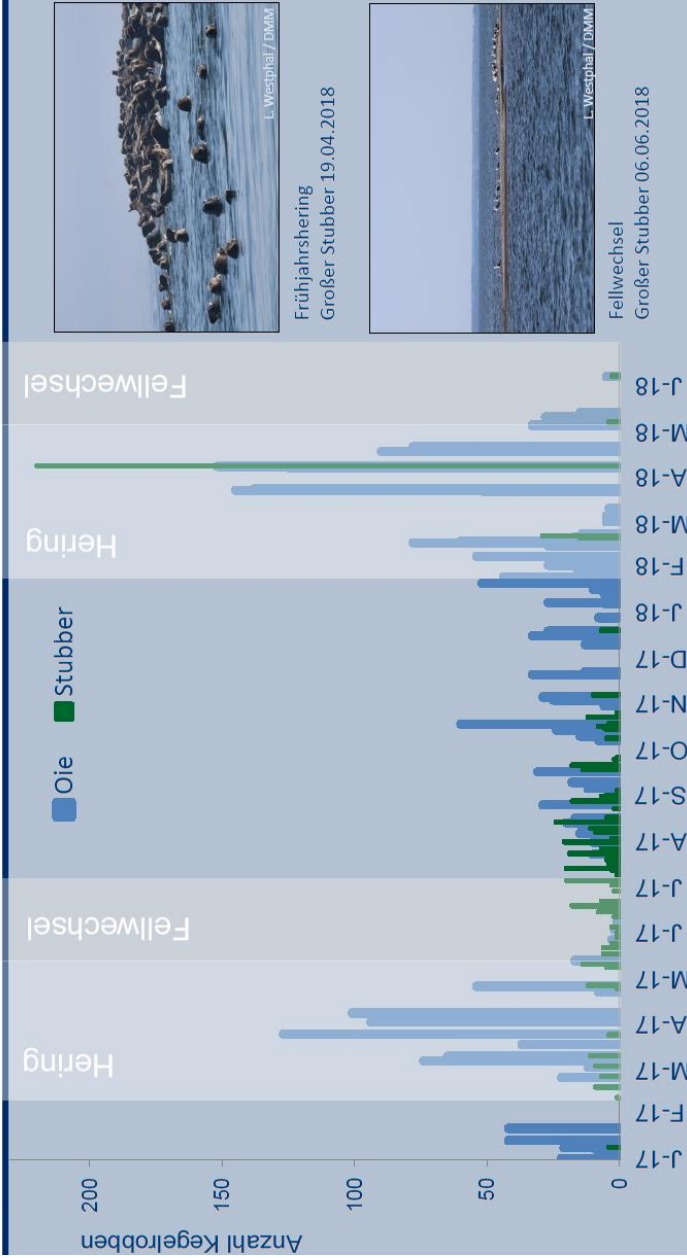 Anzahl Kegelrobben
200
150
100
50
0
Oie
Stubber
Hering
Fellwechsel
Hering
Fellwechsel
J-17
F-17
M-17
A-17
M-17
J-17
J-17
A-17
S-17
O-17
N-17
D-17
J-18
F-18
M-18
A-18
M-18
J-18
L. Westphal / DMM
Frühjahrshering
Großer Stubber 19.04.2018
L. Westphal / DMM
Fellwechsel
Großer Stubber 06.06.2018